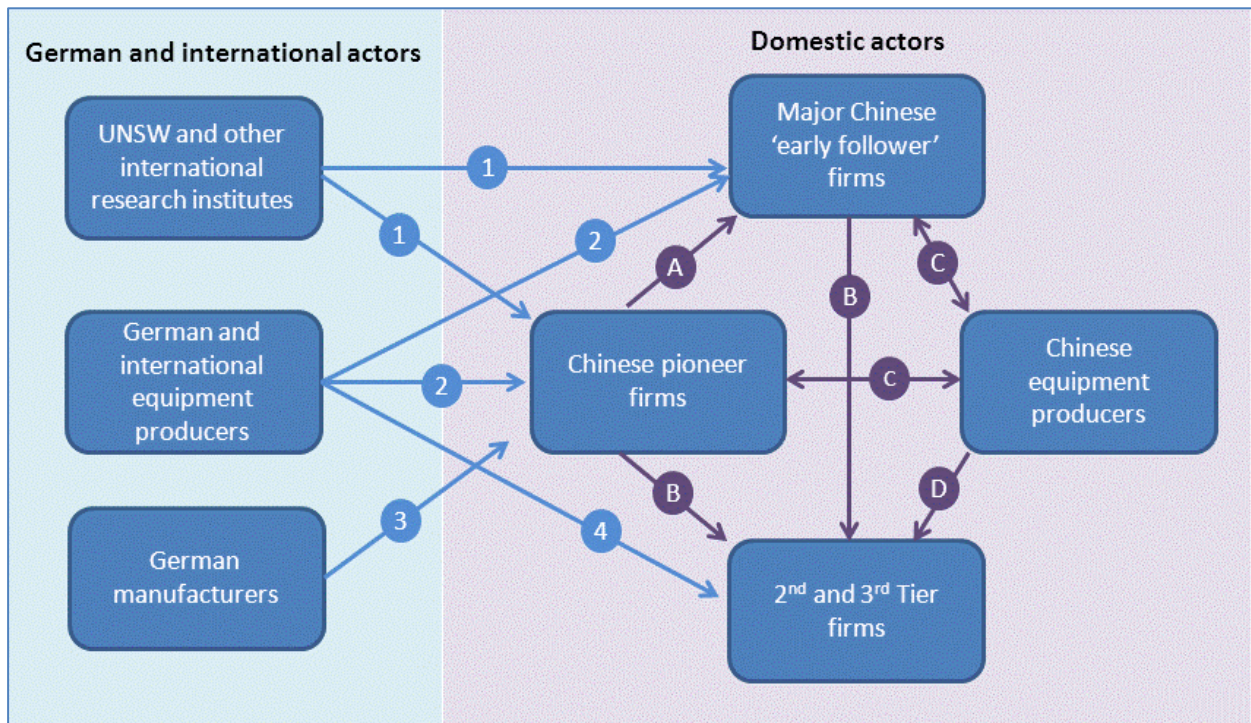 German and international actors
Domestic actors
UNSW and other
international
research institutes
German and
international
equipment
producers
German
manufacturers
Major Chinese
‘early follower’
firms
Chinese pioneer
firms
Chinese
equipment
producers
2nd and 3rd Tier
firms
1
1
2
2
3
4
A
B
B
C
C
D